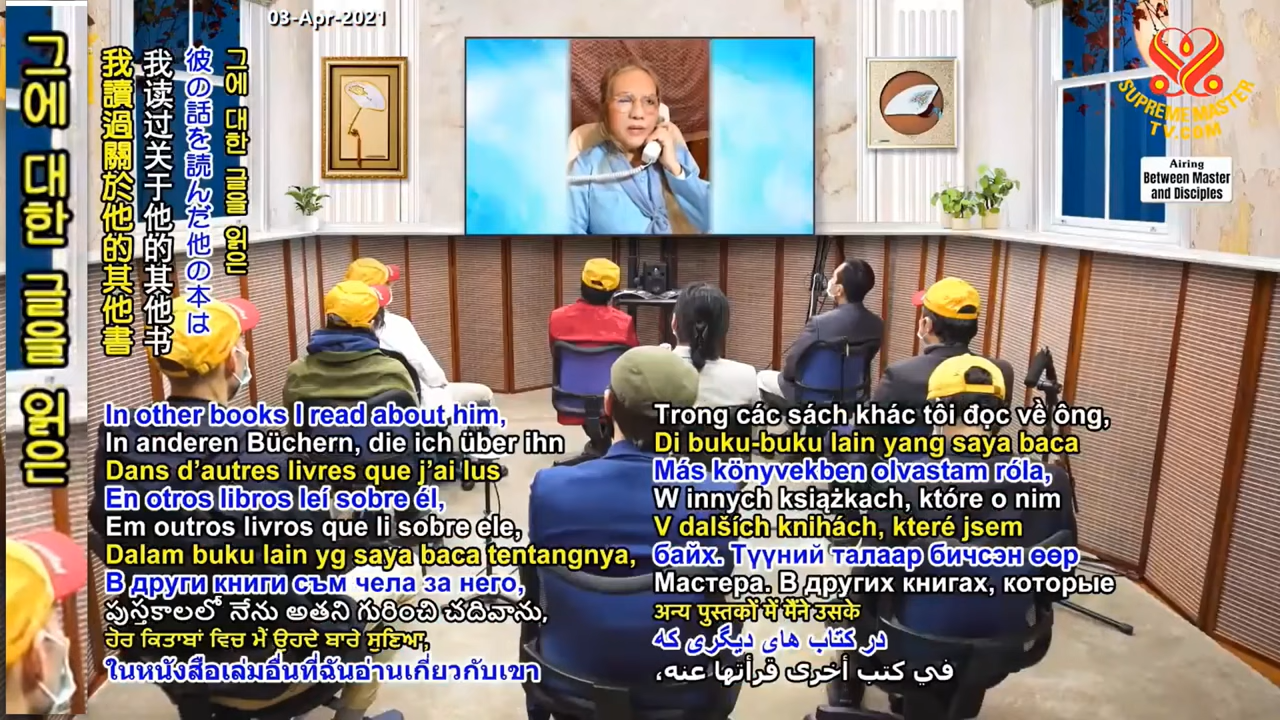 03-Apr-2021
SUPREME MASTER
TV.COM
Airing
Between Master
and Disciples
그에 대한 글을 읽은
그에 대한 글을 읽은
彼の話を読んだ他の本は
我读过关于他的其他书
我讀過關於他的其他書
In other books I read about him,
In anderen Büchern, die ich über ihn
Dans d’autres livres que j’ai lus
En otros libros leí sobre él,
Em outros livros que li sobre ele,
Dalam buku lain yg saya baca tentangnya,
В други книги съм чела за него,
పుస్తకాలలో నేను అతని గురించి చదివాను,
ਹੋਰ ਕਿਤਾਬਾਂ ਵਿਚ ਮੈਂ ਉਹਦੇ ਬਾਰੇ ਸੁਣਿਆ,
ในหนังสือเล่มอื่นที่ฉันอ่านเกี่ยวกับเขา
Trong các sách khác tôi đọc về ông,
Di buku-buku lain yang saya baca
Más könyvekben olvastam róla,
W innych książkach, które o nim
V dalších knihách, které jsem
байх. Түүний талаар бичсэн өөр
Мастера. В других книгах, которые
अन्य पुस्तकों में मैंने उसके
در کتاب های دیگری که
في كتب أخرى قرأتها عنه،